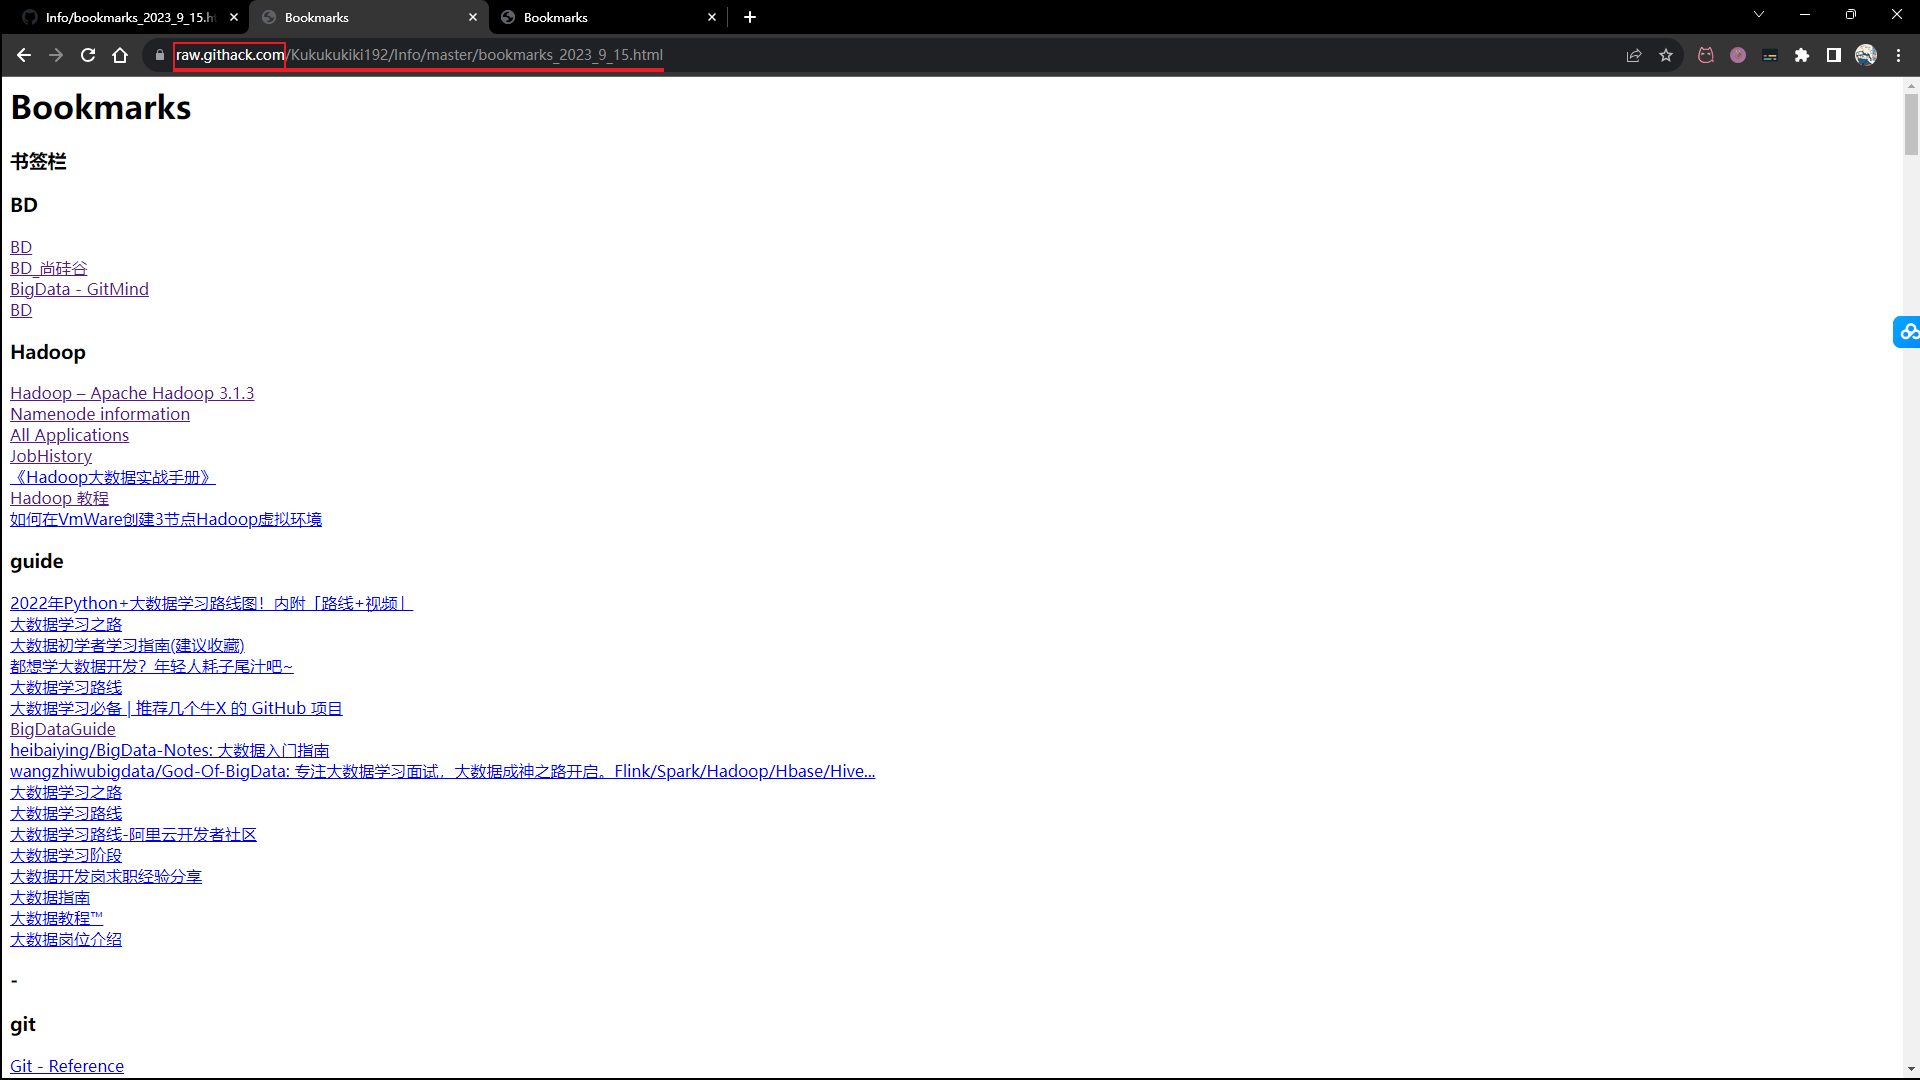 Info/bookmarks_2023_9_15.h
Bookmarks
Bookmarks
raw.githack.com/Kukukukiki192/Info/master/bookmarks_2023_9_15.html
Bookmarks
书签栏
BD
BD
BD_尚硅谷
BigData - GitMind
BD
Hadoop
Hadoop – Apache Hadoop 3.1.3
Namenode information
All Applications
JobHistory
《Hadoop大数据实战手册》
Hadoop 教程
如何在VmWare创建3节点Hadoop虚拟环境
guide
2022年Python+大数据学习路线图！内附「路线+视频」
大数据学习之路
大数据初学者学习指南(建议收藏)
都想学大数据开发？年轻人耗子尾汁吧~
大数据学习路线
大数据学习必备 | 推荐几个牛X 的 GitHub 项目
BigDataGuide
heibaiying/BigData-Notes: 大数据入门指南
wangzhiwubigdata/God-Of-BigData: 专注大数据学习面试，大数据成神之路开启。Flink/Spark/Hadoop/Hbase/Hive...
大数据学习之路
大数据学习路线
大数据学习路线-阿里云开发者社区
大数据学习阶段
大数据开发岗求职经验分享
大数据指南
大数据教程™
大数据岗位介绍
-
git
Git - Reference